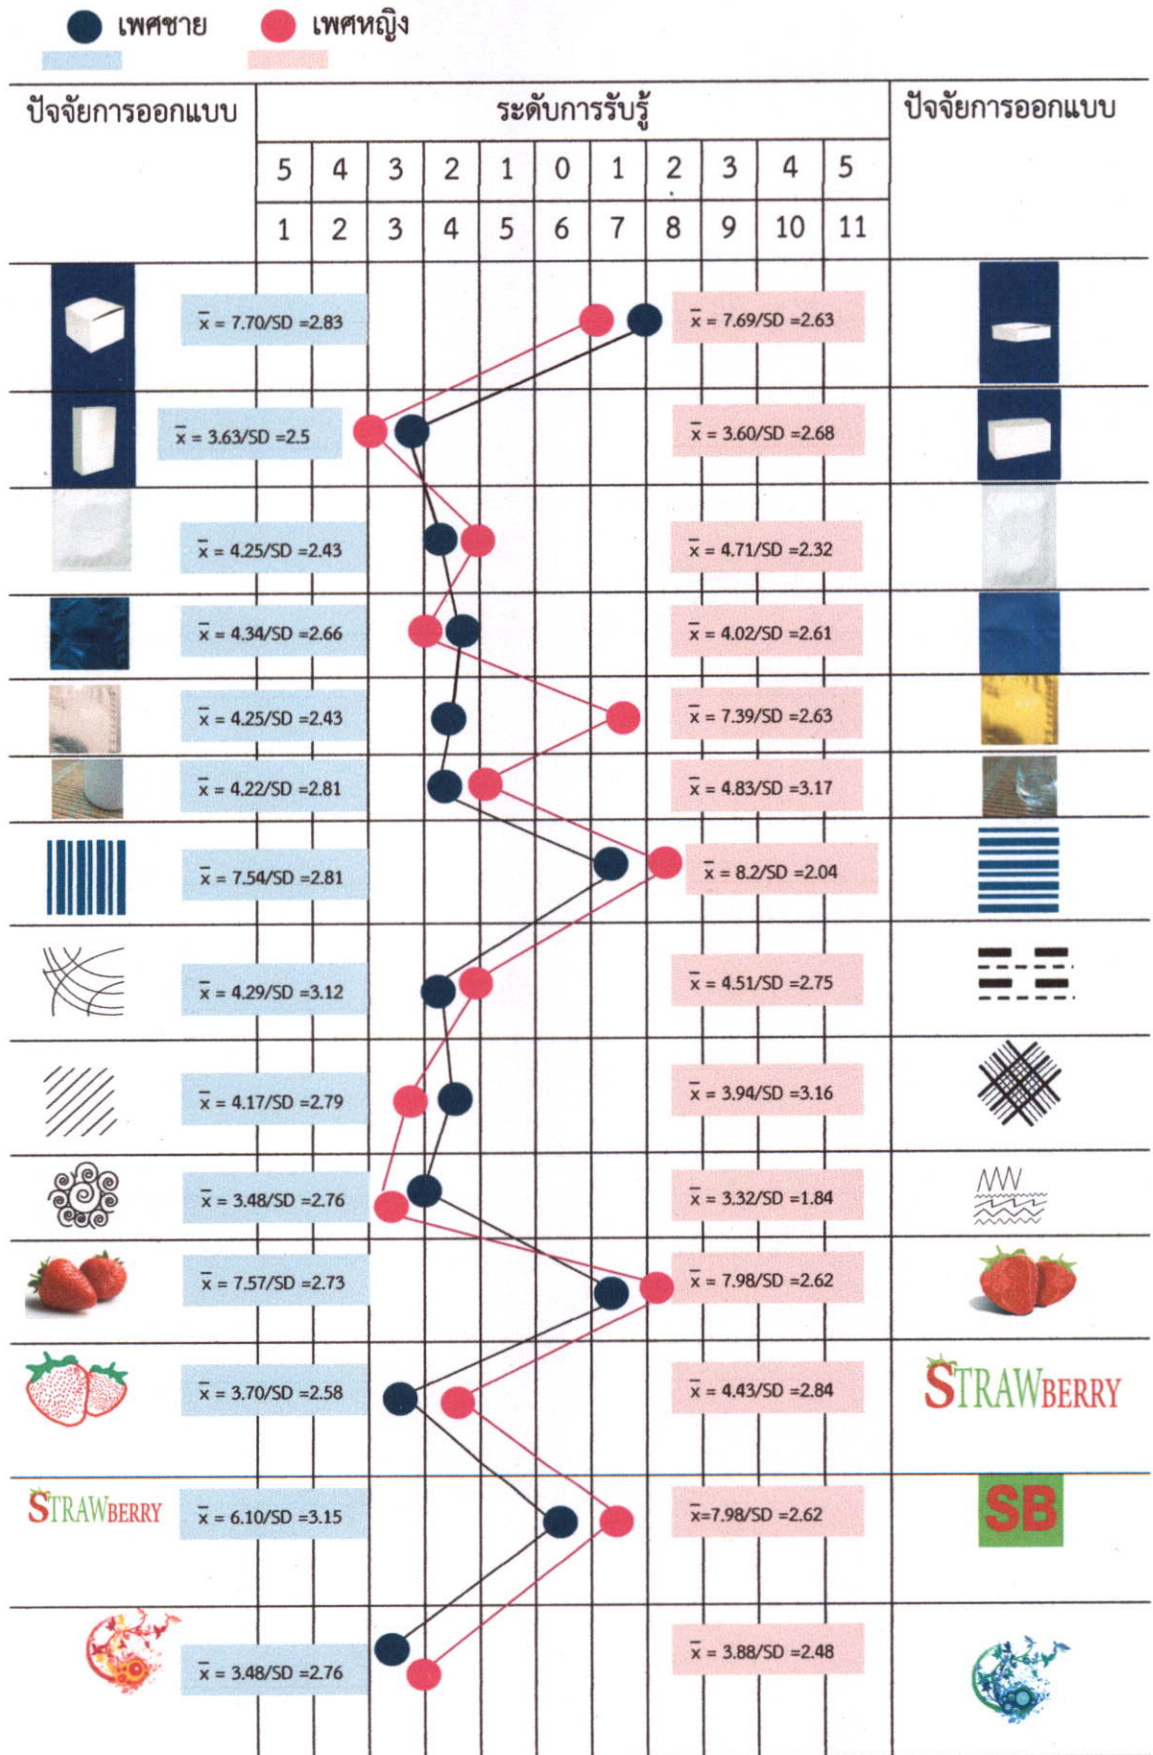 เพศชาย เพศหญิง
ปัจจัยการออกแบบ ระดับการรับรู้ ปัจจัยการออกแบบ
5 4 3 2 1 0 1 2 3 4 5
1 2 3 4 5 6 7 8 9 10 11
x̄ = 7.70/SD =2.83 x̄ = 7.69/SD =2.63
x̄ = 3.63/SD =2.5 x̄ = 3.60/SD =2.68
x̄ = 4.25/SD =2.43 x̄ = 4.71/SD =2.32
x̄ = 4.34/SD =2.66 x̄ = 4.02/SD =2.61
x̄ = 4.25/SD =2.43 x̄ = 7.39/SD =2.63
x̄ = 4.22/SD =2.81 x̄ = 4.83/SD =3.17
x̄ = 7.54/SD =2.81 x̄ = 8.2/SD =2.04
x̄ = 4.29/SD =3.12 x̄ = 4.51/SD =2.75
x̄ = 4.17/SD =2.79 x̄ = 3.94/SD =3.16
x̄ = 3.48/SD =2.76 x̄ = 3.32/SD =1.84
x̄ = 7.57/SD =2.73 x̄ = 7.98/SD =2.62
x̄ = 3.70/SD =2.58 x̄ = 4.43/SD =2.84 STRAWBERRY
STRAWBERRY x̄ = 6.10/SD =3.15 x̄=7.98/SD =2.62 SB
x̄ = 3.48/SD =2.76 x̄ = 3.88/SD =2.48